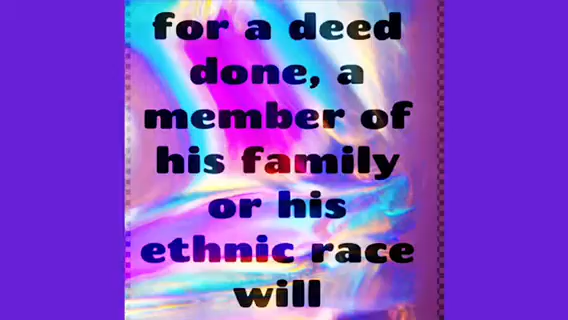 for a deed
done, a
member of
his family
or his
ethnic race
will